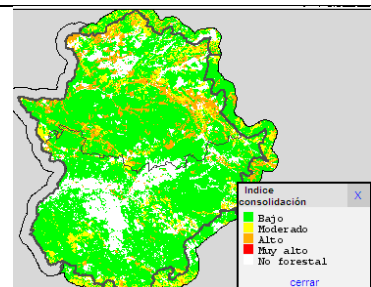 Indice
consolidación
X
Bajo
Moderado
Alto
Muy alto
No forestal
cerrar